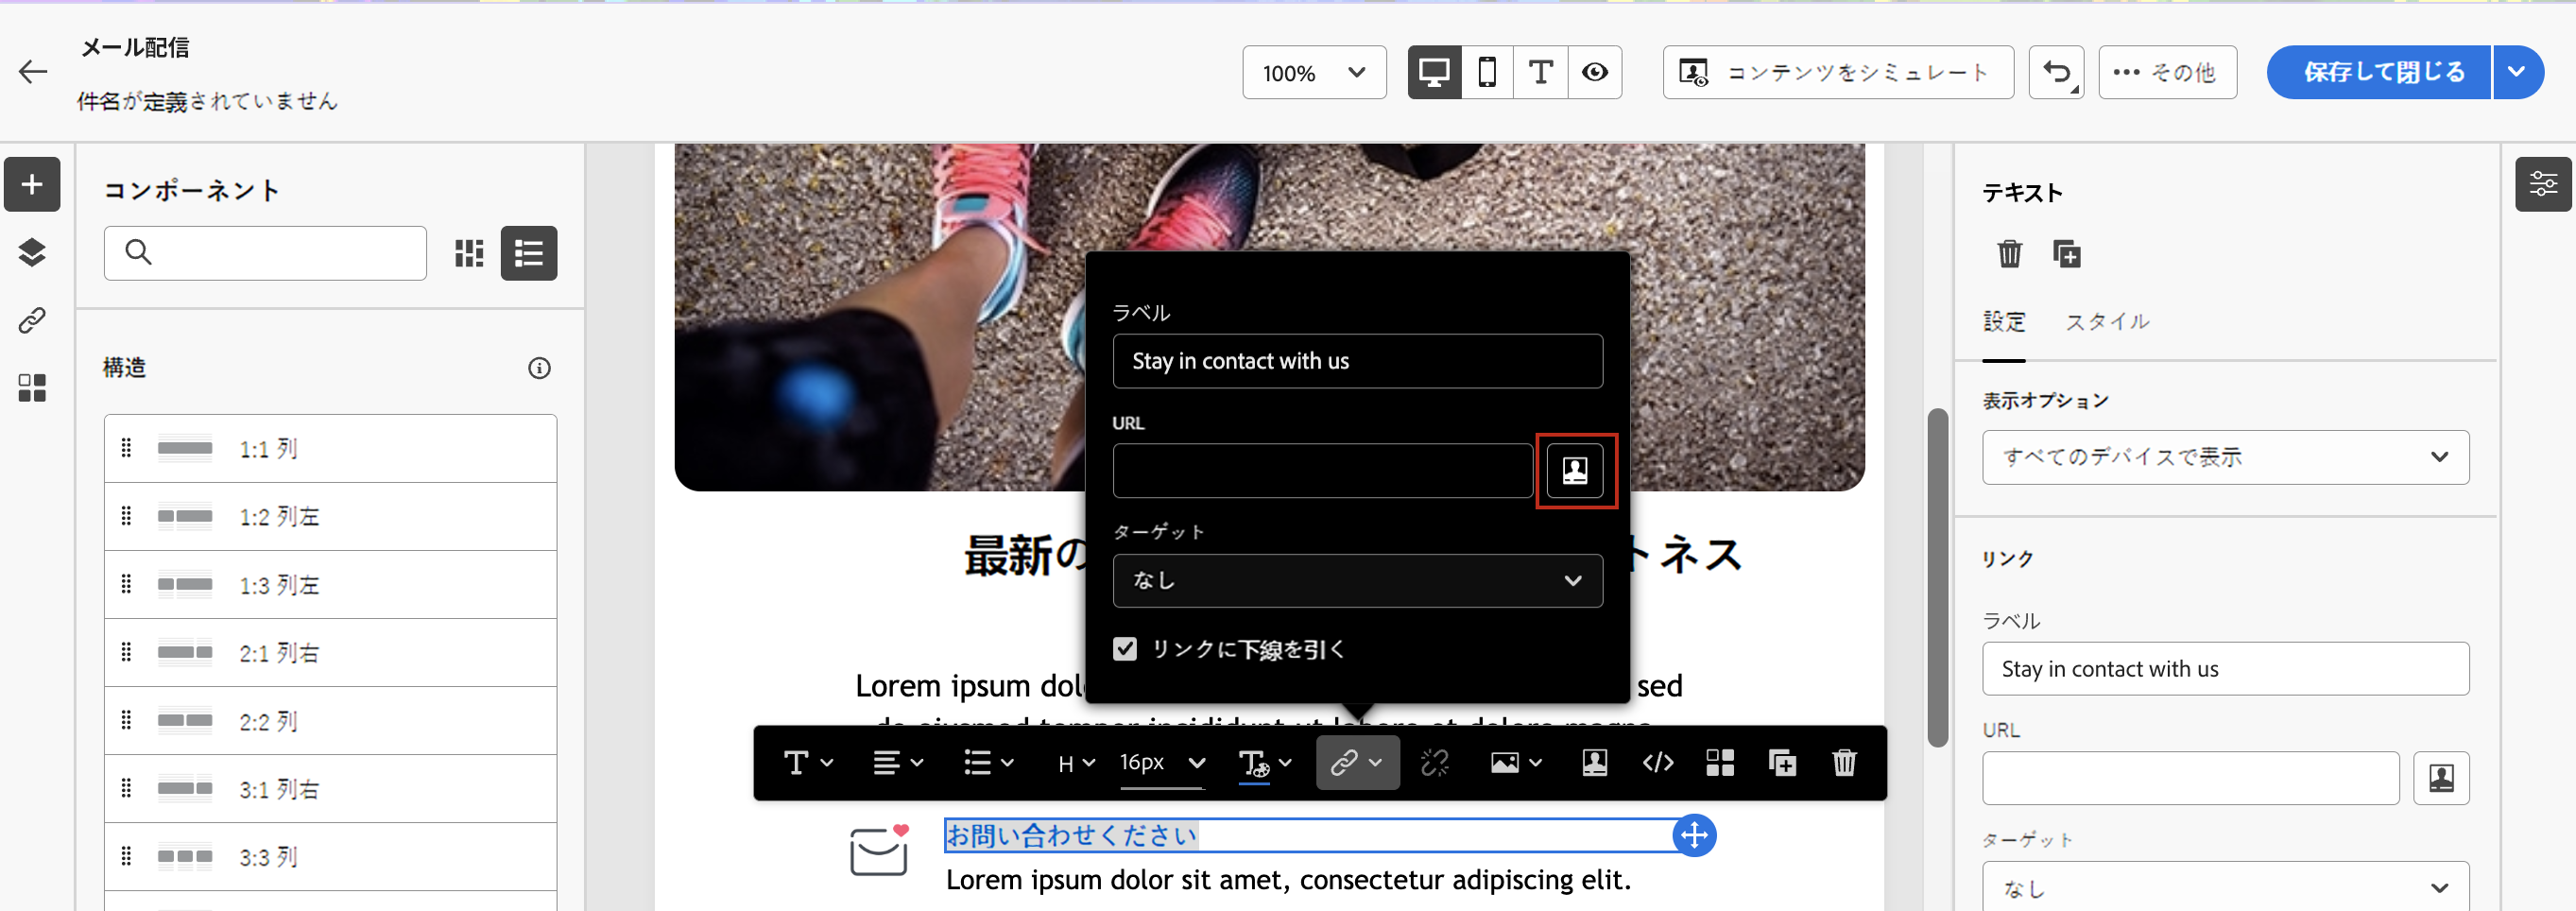 メール配信
件名が定義されていません
100%
コンテンツをシミュレート
その他
保存して閉じる
コンポーネント
構造
1:1 列
1:2 列左
1:3 列左
2:1 列右
2:2 列
3:1 列右
3:3 列
ラベル
Stay in contact with us
URL
ターゲット
なし
リンクに下線を引く
最新の
トネス
Lorem ipsum dol
sed
do eiusmod tempor incididunt ut labore et dolore magna
H
16px
お問い合わせください
Lorem ipsum dolor sit amet, consectetur adipiscing elit.
テキスト
設定
スタイル
表示オプション
すべてのデバイスで表示
リンク
ラベル
Stay in contact with us
URL
ターゲット
なし